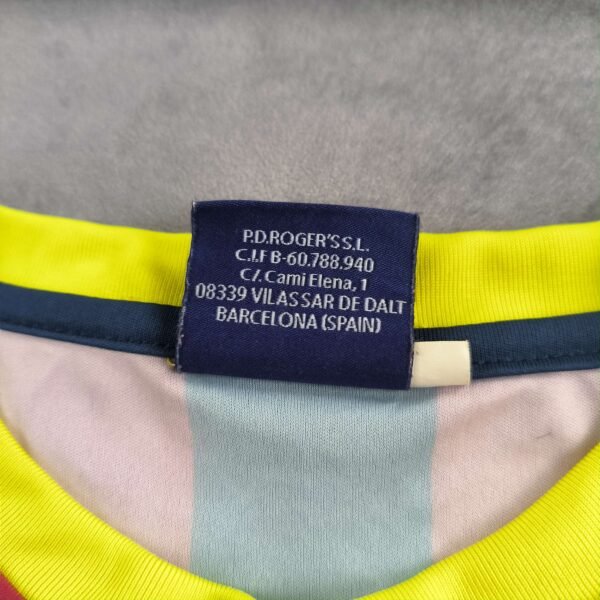 P.D.ROGER'S S.L.
C.I.F B-60.788.940
C/. Cami Elena, 1
08339 VILASSAR DE DALT
BARCELONA (SPAIN)